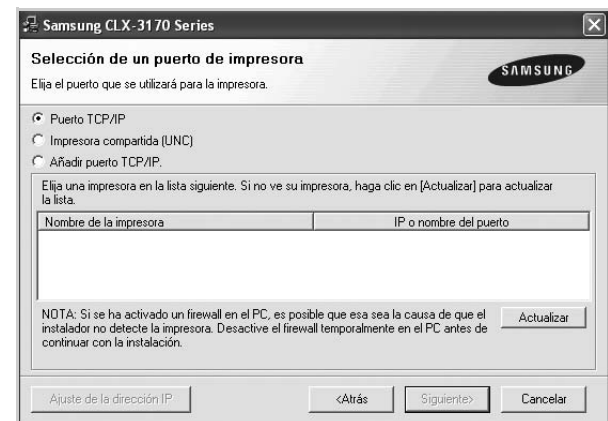 Samsung CLX-3170 Series
Selección de un puerto de impresora
Elija el puerto que se utilizará para la impresora.
SAMSUNG
Puerto TCP/IP
Impresora compartida (UNC)
Añadir puerto TCP/IP.
Elija una impresora en la lista siguiente. Si no ve su impresora, haga clic en [Actualizar] para actualizar
la lista.
Nombre de la impresora
IP o nombre del puerto
NOTA: Si se ha activado un firewall en el PC, es posible que esa sea la causa de que el
instalador no detecte la impresora. Desactive el firewall temporalmente en el PC antes de
continuar con la instalación.
Actualizar
Ajuste de la dirección IP
<Atrás
Siguiente>
Cancelar